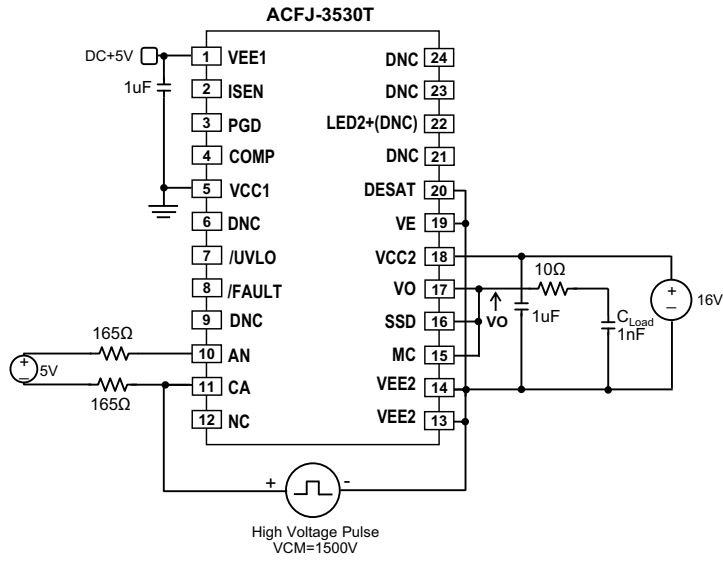 ACFJ-3530T
DC+5V
1uF
1 VEE1
2 ISEN
3 PGD
4 COMP
5 VCC1
6 DNC
7 /UVLO
8 /FAULT
9 DNC
10 AN
11 CA
12 NC
DNC 24
DNC 23
LED2+(DNC) 22
DNC 21
DESAT 20
VE 19
VCC2 18
VO 17
SSD 16
MC 15
VEE2 14
VEE2 13
10Ω
VO
1uF
CLoad
1nF
+
–
16V
165Ω
5V
165Ω
+
-
High Voltage Pulse
VCM=1500V